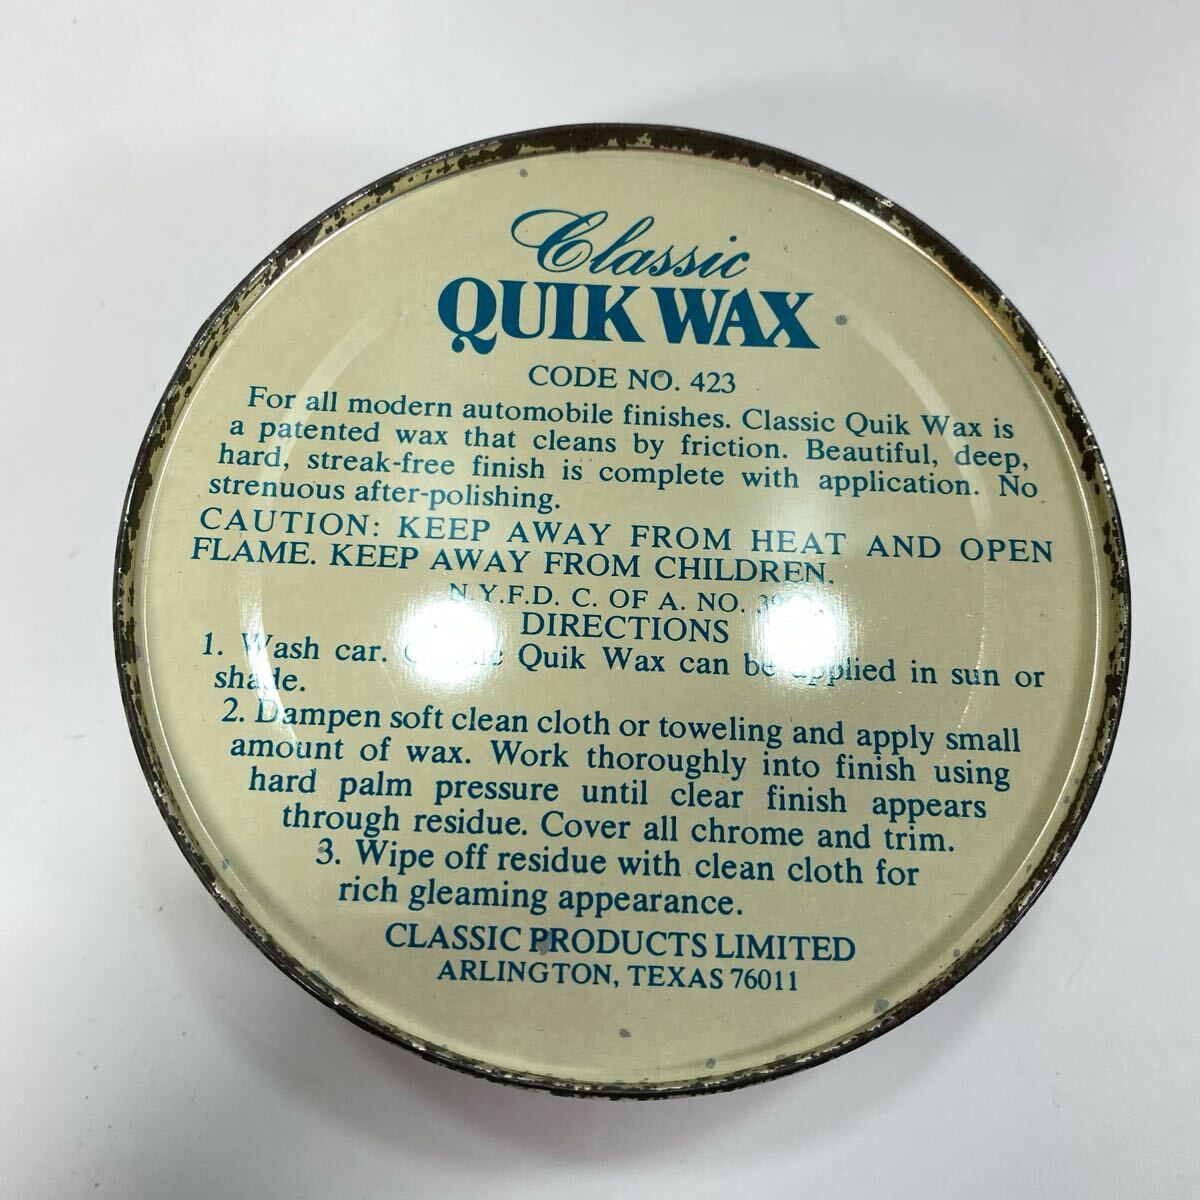 Classic
QUIK WAX
CODE NO. 423
For all modern automobile finishes. Classic Quik Wax is
a patented wax that cleans by friction. Beautiful, deep,
hard, streak-free finish is complete with application. No
strenuous after-polishing.
CAUTION: KEEP AWAY FROM HEAT AND OPEN
FLAME. KEEP AWAY FROM CHILDREN.
N.Y.F.D. C. OF A. NO.
DIRECTIONS
1. Wash car. Classic Quik Wax can be applied in sun or
shade.
2. Dampen soft clean cloth or toweling and apply small
amount of wax. Work thoroughly into finish using
hard palm pressure until clear finish appears
through residue. Cover all chrome and trim.
3. Wipe off residue with clean cloth for
rich gleaming appearance.
CLASSIC PRODUCTS LIMITED
ARLINGTON, TEXAS 76011